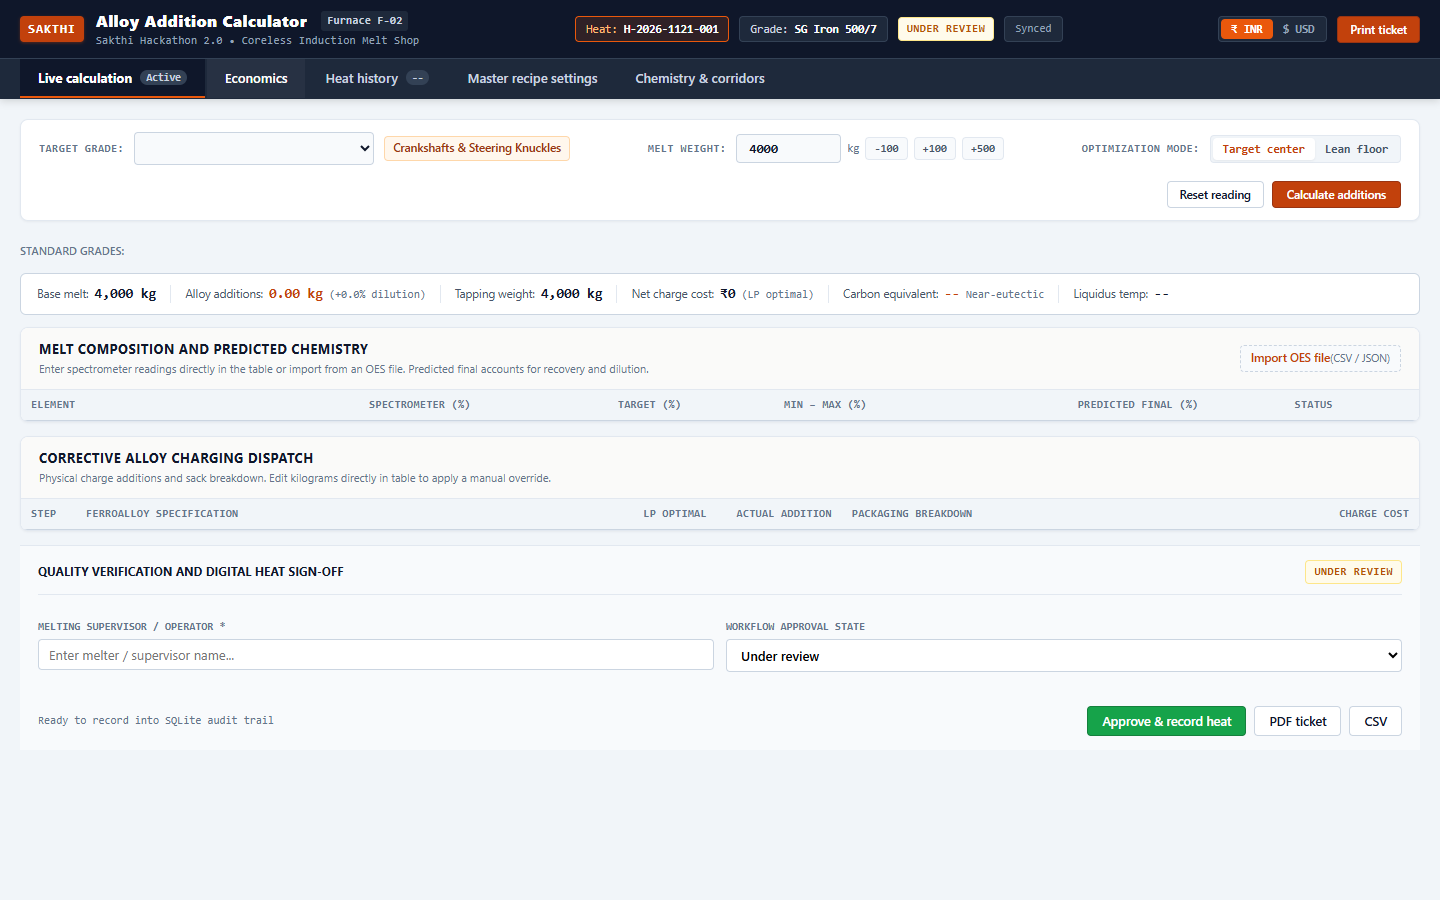 SAKTHI
Alloy Addition Calculator
Furnace F-02
Sakthi Hackathon 2.0 • Coreless Induction Melt Shop
Heat: H-2026-1121-001
Grade: SG Iron 500/7
UNDER REVIEW
Synced
₹ INR
$ USD
Print ticket
Live calculation Active
Economics
Heat history --
Master recipe settings
Chemistry & corridors
TARGET GRADE:
Crankshafts & Steering Knuckles
MELT WEIGHT: 4000 kg -100 +100 +500
OPTIMIZATION MODE: Target center Lean floor
Reset reading
Calculate additions
STANDARD GRADES:
Base melt: 4,000 kg
Alloy additions: 0.00 kg (+0.0% dilution)
Tapping weight: 4,000 kg
Net charge cost: ₹0 (LP optimal)
Carbon equivalent: -- Near-eutectic
Liquidus temp: --
MELT COMPOSITION AND PREDICTED CHEMISTRY
Enter spectrometer readings directly in the table or import from an OES file. Predicted final accounts for recovery and dilution.
Import OES file(CSV / JSON)
ELEMENT SPECTROMETER (%) TARGET (%) MIN – MAX (%) PREDICTED FINAL (%) STATUS
CORRECTIVE ALLOY CHARGING DISPATCH
Physical charge additions and sack breakdown. Edit kilograms directly in table to apply a manual override.
STEP FERROALLOY SPECIFICATION LP OPTIMAL ACTUAL ADDITION PACKAGING BREAKDOWN CHARGE COST
QUALITY VERIFICATION AND DIGITAL HEAT SIGN-OFF
UNDER REVIEW
MELTING SUPERVISOR / OPERATOR *
Enter melter / supervisor name...
WORKFLOW APPROVAL STATE
Under review
Ready to record into SQLite audit trail
Approve & record heat
PDF ticket
CSV